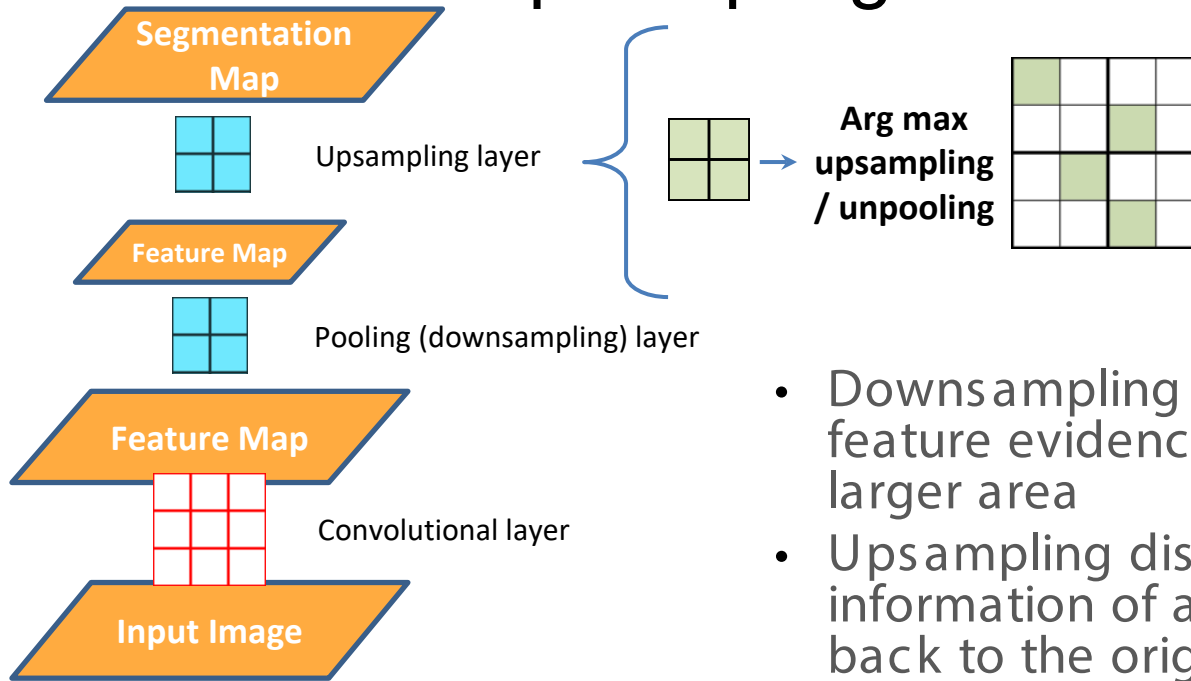 Segmentation
Map
Upsampling layer
Arg max
upsampling
/ unpooling
Feature Map
Pooling (downsampling) layer
Feature Map
Convolutional layer
Input Image
• Downsampling
feature evidenc
larger area
• Upsampling dis
information of a
back to the orig